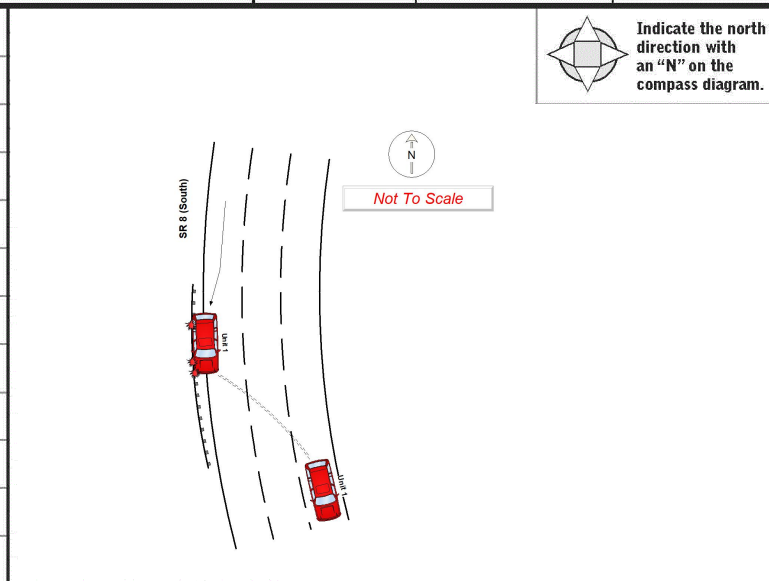 Indicate the north
direction with
an “N” on the
compass diagram.
N
Not To Scale
SR 8 (South)
Unit 1
Unit 1